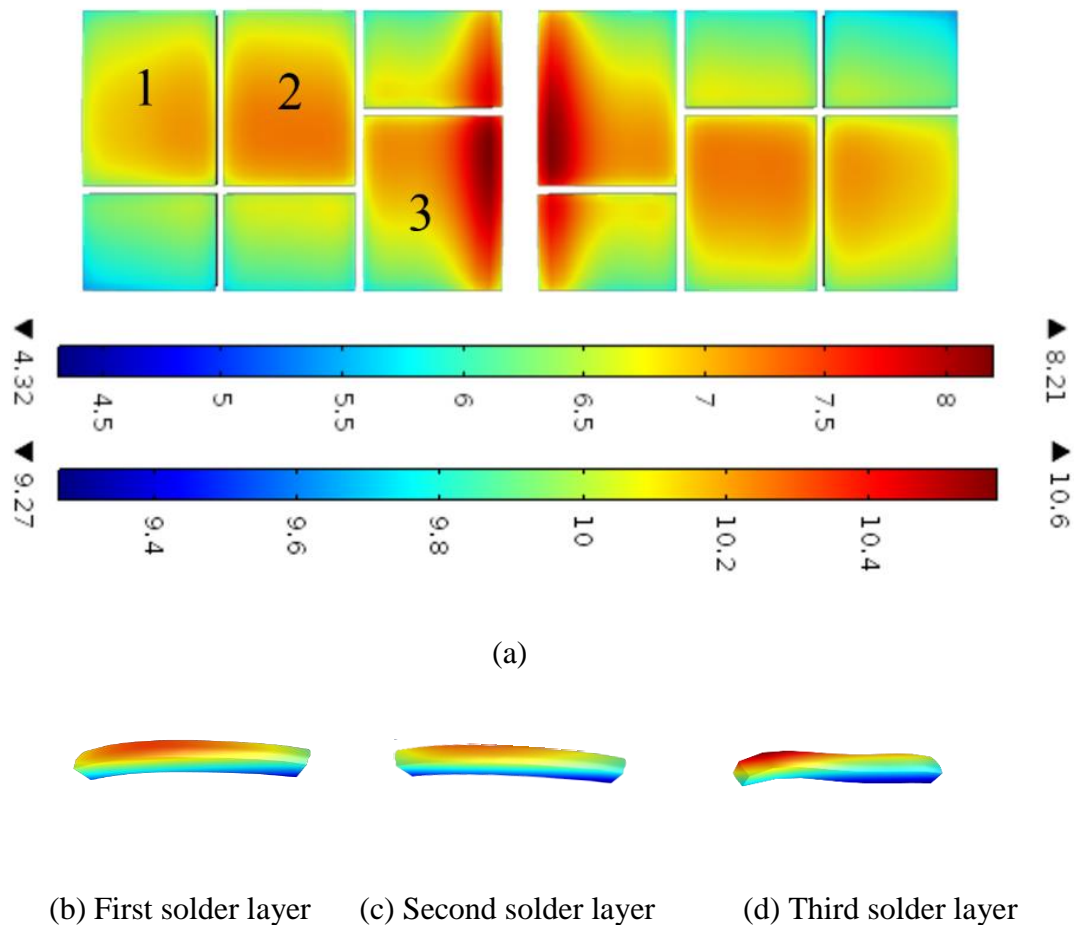 1 2
3
▼ 4.32 ▲ 8.21
4.5 5 5.5 6 6.5 7 7.5 8
▼ 9.27 ▲ 10.6
9.4 9.6 9.8 10 10.2 10.4
(a)
(b) First solder layer (c) Second solder layer (d) Third solder layer